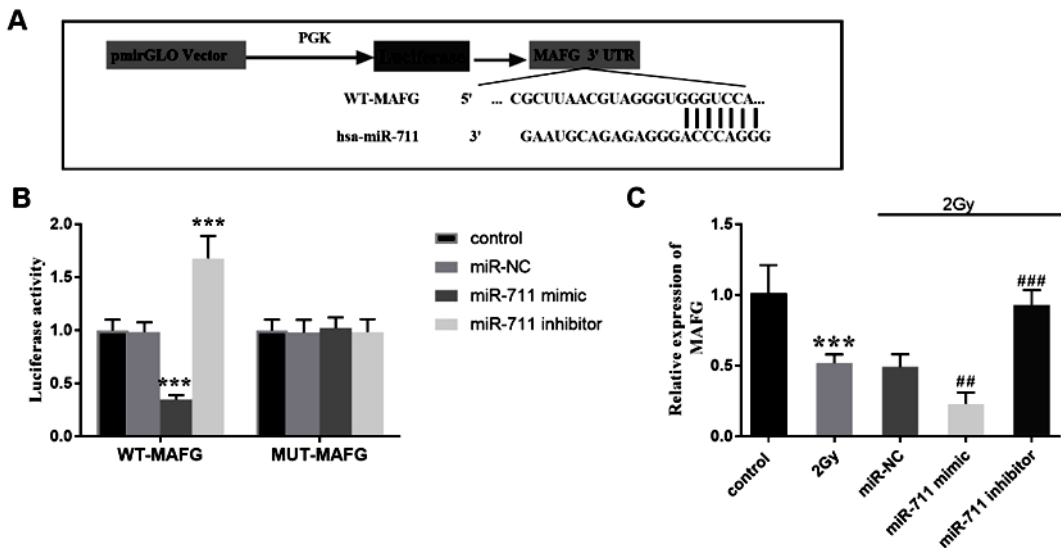 A
PGK
pmirGLO Vector
Luciferase
MAFG 3' UTR
WT-MAFG 5' ... CGCUUAACGUAGGGUGGGUCCA...
hsa-miR-711 3' GAAUGCAGAGAGGGACCCAGGG
B
Luciferase activity
2.0
1.5
1.0
0.5
0.0
***
***
WT-MAFG
MUT-MAFG
control
miR-NC
miR-711 mimic
miR-711 inhibitor
C
2Gy
Relative expression of
MAFG
1.5
1.0
0.5
0.0
***
##
###
control
2Gy
miR-NC
miR-711 mimic
miR-711 inhibitor